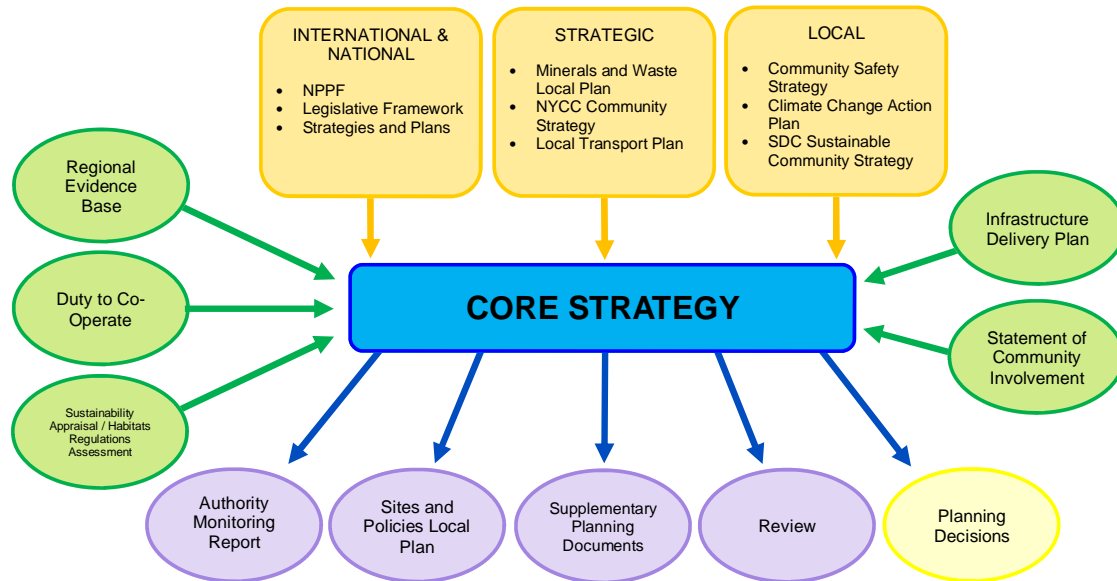 INTERNATIONAL &
NATIONAL
• NPPF
• Legislative Framework
• Strategies and Plans
STRATEGIC
• Minerals and Waste
Local Plan
• NYCC Community
Strategy
• Local Transport Plan
LOCAL
• Community Safety
Strategy
• Climate Change Action
Plan
• SDC Sustainable
Community Strategy
Regional
Evidence
Base
Duty to Co-
Operate
Sustainability
Appraisal / Habitats
Regulations
Assessment
CORE STRATEGY
Infrastructure
Delivery Plan
Statement of
Community
Involvement
Authority
Monitoring
Report
Sites and
Policies Local
Plan
Supplementary
Planning
Documents
Review
Planning
Decisions